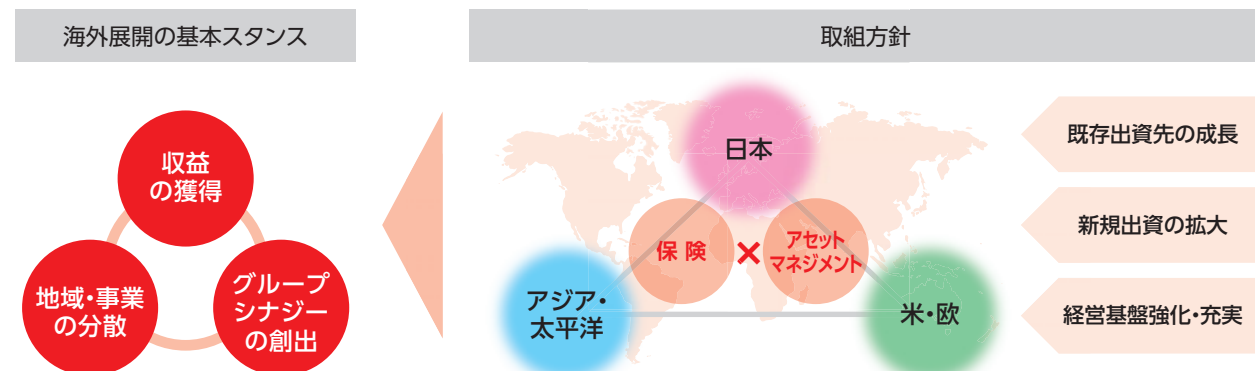 海外展開の基本スタンス
収益
の獲得
地域・事業
の分散
グループ
シナジー
の創出
取組方針
日本
保険
×
アセット
マネジメント
アジア・
太平洋
米・欧
既存出資先の成長
新規出資の拡大
経営基盤強化・充実